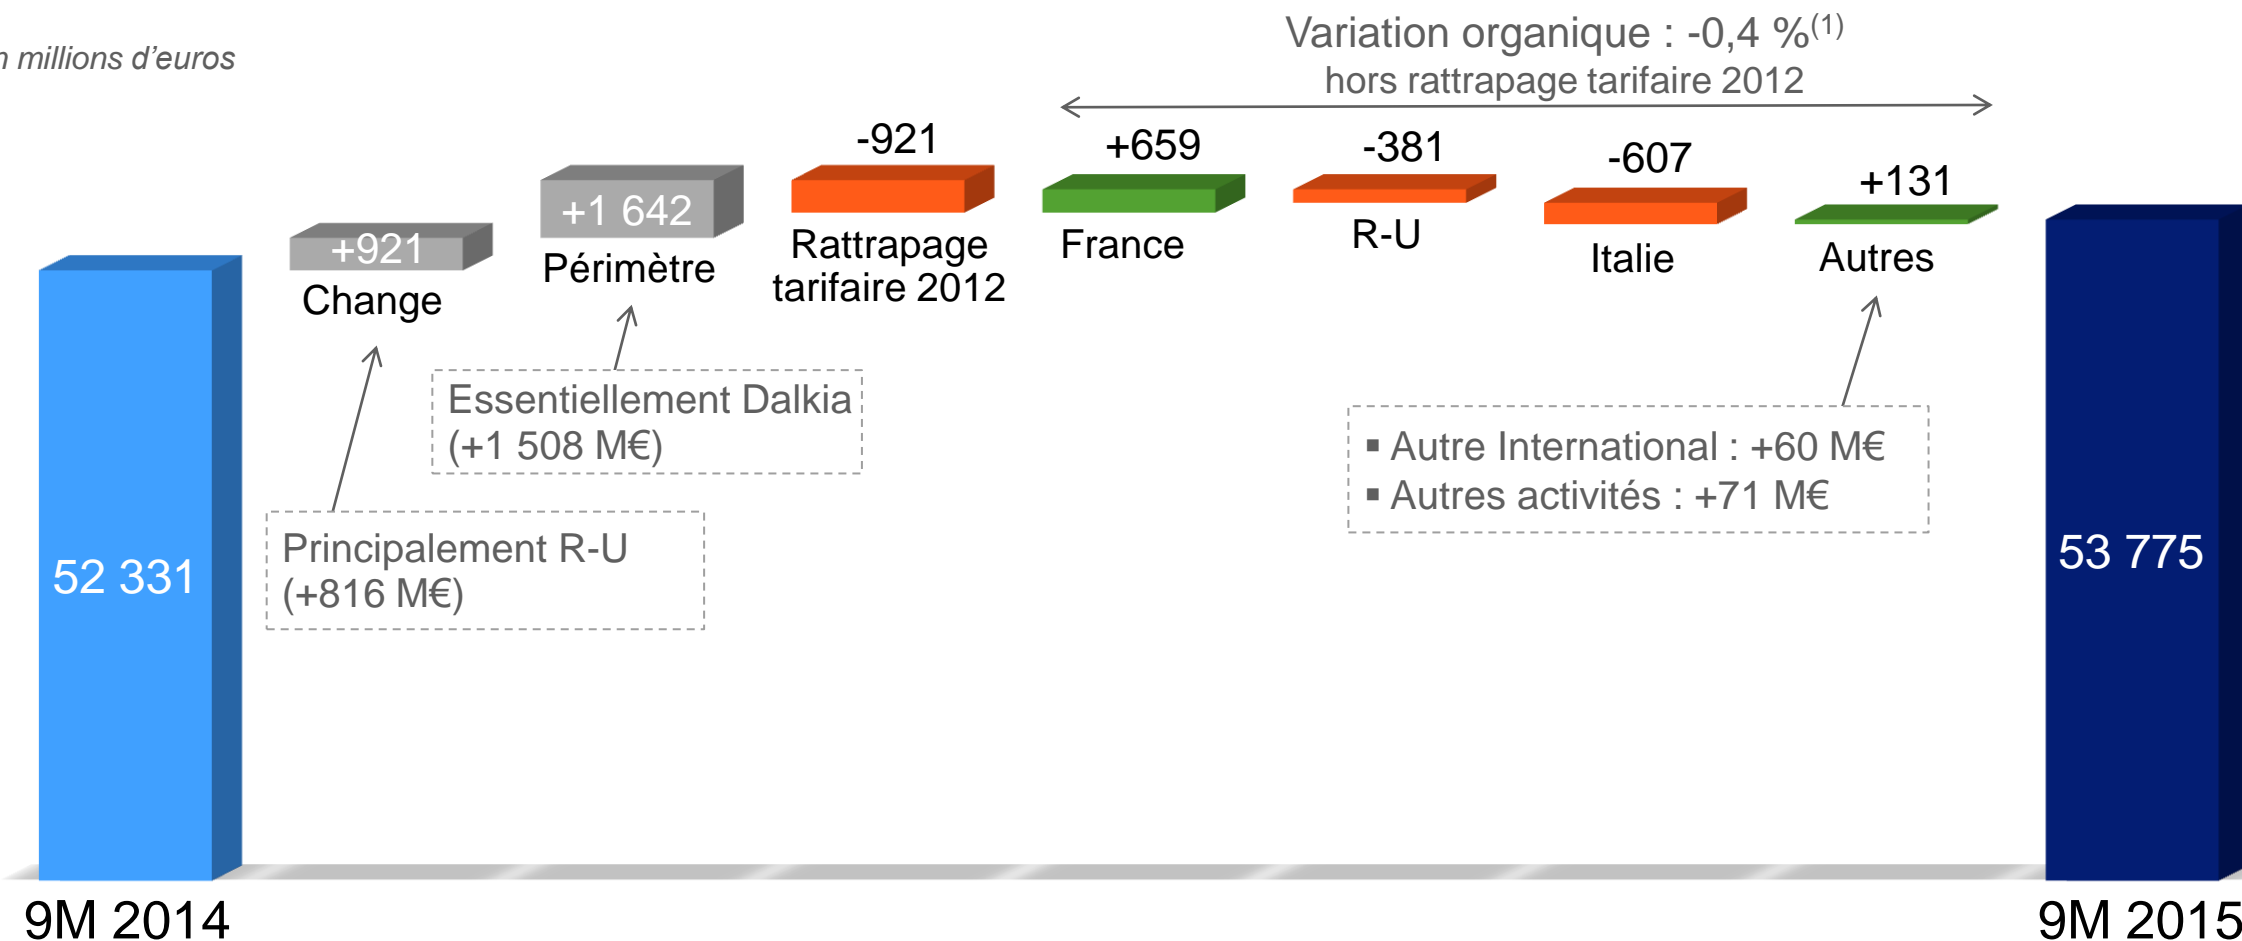 n millions d’euros
Variation organique : -0,4 %(1)
hors rattrapage tarifaire 2012
+921
Change
+1 642
Périmètre
-921
Rattrapage
tarifaire 2012
+659
France
-381
R-U
-607
Italie
+131
Autres
Essentiellement Dalkia
(+1 508 M€)
Principalement R-U
(+816 M€)
▪ Autre International : +60 M€
▪ Autres activités : +71 M€
52 331
53 775
9M 2014
9M 2015